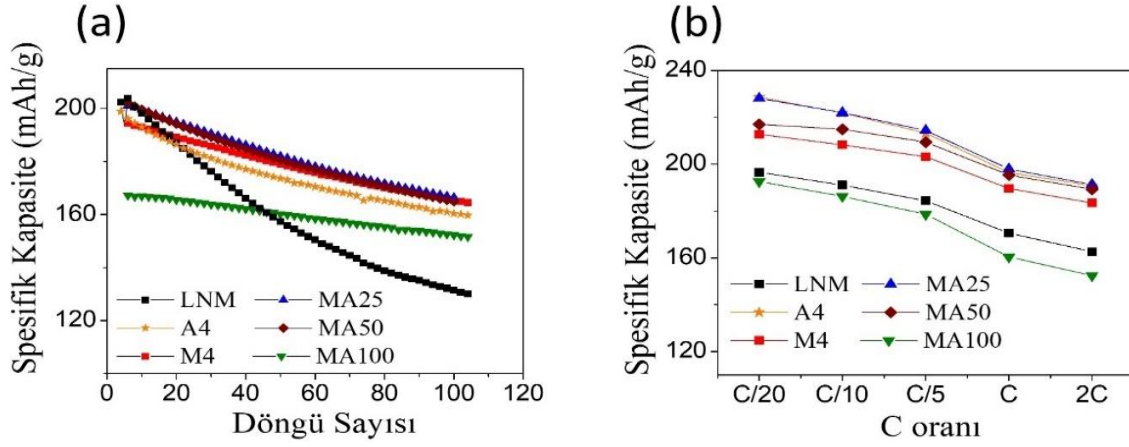 (a)
Spesifik Kapasite (mAh/g)
200
160
120
LNM
MA25
A4
MA50
M4
MA100
0 20 40 60 80 100 120
Döngü Sayısı
(b)
Spesifik Kapasite (mAh/g)
240
200
160
120
LNM
MA25
A4
MA50
M4
MA100
C/20 C/10 C/5 C 2C
C oranı